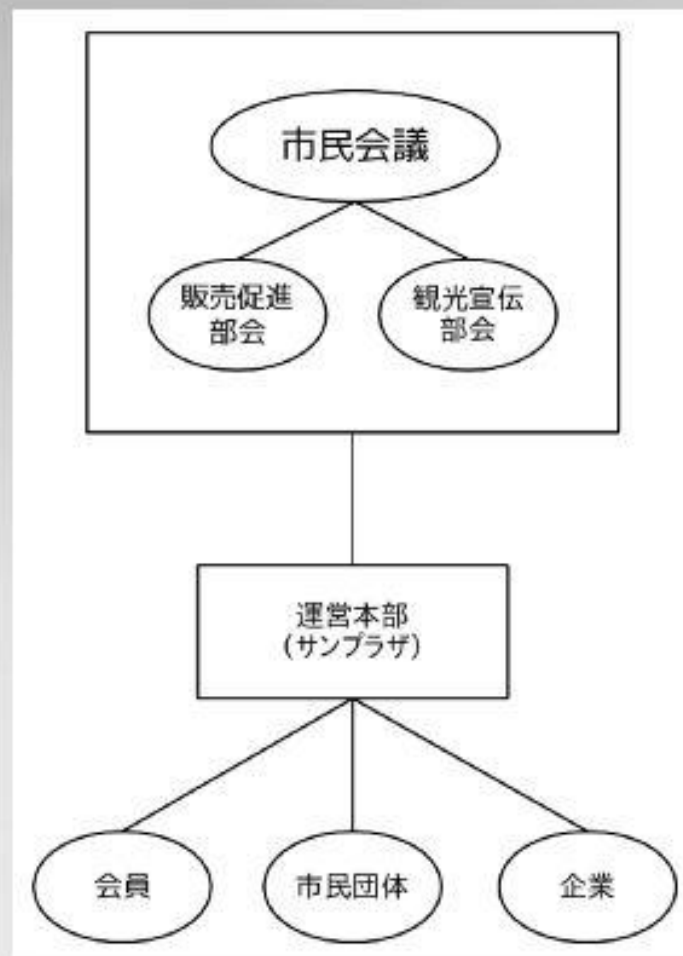 市民会議
販売促進
部会
観光宣伝
部会
運営本部
(サンプラザ)
会員
市民団体
企業